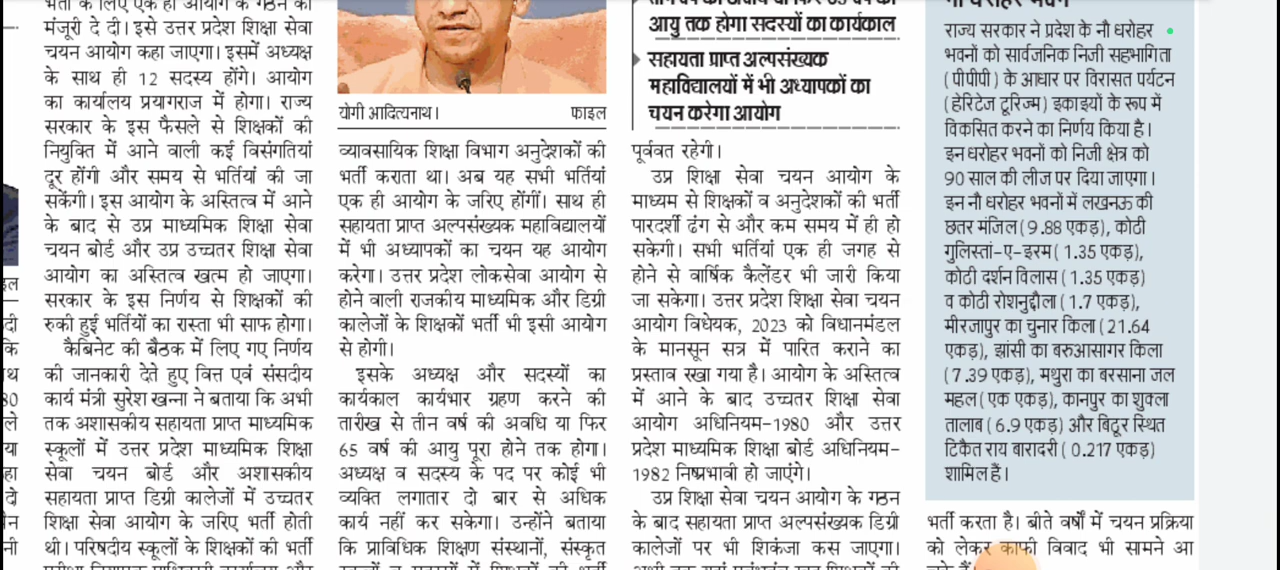 भर्ती के लिए एक ही आयोग के गठन को
मंजूरी दे दी। इसे उत्तर प्रदेश शिक्षा सेवा
चयन आयोग कहा जाएगा। इसमें अध्यक्ष
के साथ ही 12 सदस्य होंगे। आयोग
का कार्यालय प्रयागराज में होगा। राज्य
सरकार के इस फैसले से शिक्षकों की
नियुक्ति में आने वाली कई विसंगतियां
दूर होंगी और समय से भर्तियां की जा
सकेंगी। इस आयोग के अस्तित्व में आने
के बाद से उप्र माध्यमिक शिक्षा सेवा
चयन बोर्ड और उप्र उच्चतर शिक्षा सेवा
आयोग का अस्तित्व खत्म हो जाएगा।
सरकार के इस निर्णय से शिक्षकों की
रुकी हुई भर्तियों का रास्ता भी साफ होगा।
कैबिनेट की बैठक में लिए गए निर्णय
की जानकारी देते हुए वित्त एवं संसदीय
कार्य मंत्री सुरेश खन्ना ने बताया कि अभी
तक अशासकीय सहायता प्राप्त माध्यमिक
स्कूलों में उत्तर प्रदेश माध्यमिक शिक्षा
सेवा चयन बोर्ड और अशासकीय
सहायता प्राप्त डिग्री कालेजों में उच्चतर
शिक्षा सेवा आयोग के जरिए भर्ती होती
थी। परिषदीय स्कूलों के शिक्षकों की भर्ती
योगी आदित्यनाथ। फाइल
व्यावसायिक शिक्षा विभाग अनुदेशकों की
भर्ती कराता था। अब यह सभी भर्तियां
एक ही आयोग के जरिए होंगीं। साथ ही
सहायता प्राप्त अल्पसंख्यक महाविद्यालयों
में भी अध्यापकों का चयन यह आयोग
करेगा। उत्तर प्रदेश लोकसेवा आयोग से
होने वाली राजकीय माध्यमिक और डिग्री
कालेजों के शिक्षकों भर्ती भी इसी आयोग
से होगी।
इसके अध्यक्ष और सदस्यों का
कार्यकाल कार्यभार ग्रहण करने की
तारीख से तीन वर्ष की अवधि या फिर
65 वर्ष की आयु पूरा होने तक होगा।
अध्यक्ष व सदस्य के पद पर कोई भी
व्यक्ति लगातार दो बार से अधिक
कार्य नहीं कर सकेगा। उन्होंने बताया
कि प्राविधिक शिक्षण संस्थानों, संस्कृत
आयु तक होगा सदस्यों का कार्यकाल
सहायता प्राप्त अल्पसंख्यक
महाविद्यालयों में भी अध्यापकों का
चयन करेगा आयोग
पूर्ववत रहेगी।
उप्र शिक्षा सेवा चयन आयोग के
माध्यम से शिक्षकों व अनुदेशकों की भर्ती
पारदर्शी ढंग से और कम समय में ही हो
सकेगी। सभी भर्तियां एक ही जगह से
होने से वार्षिक कैलेंडर भी जारी किया
जा सकेगा। उत्तर प्रदेश शिक्षा सेवा चयन
आयोग विधेयक, 2023 को विधानमंडल
के मानसून सत्र में पारित कराने का
प्रस्ताव रखा गया है। आयोग के अस्तित्व
में आने के बाद उच्चतर शिक्षा सेवा
आयोग अधिनियम-1980 और उत्तर
प्रदेश माध्यमिक शिक्षा बोर्ड अधिनियम-
1982 निष्प्रभावी हो जाएंगे।
उप्र शिक्षा सेवा चयन आयोग के गठन
के बाद सहायता प्राप्त अल्पसंख्यक डिग्री
कालेजों पर भी शिकंजा कस जाएगा।
राज्य सरकार ने प्रदेश के नौ धरोहर
भवनों को सार्वजनिक निजी सहभागिता
(पीपीपी) के आधार पर विरासत पर्यटन
(हेरिटेज टूरिज्म) इकाइयों के रूप में
विकसित करने का निर्णय किया है।
इन धरोहर भवनों को निजी क्षेत्र को
90 साल की लीज पर दिया जाएगा।
इन नौ धरोहर भवनों में लखनऊ की
छतर मंजिल (9.88 एकड़), कोठी
गुलिस्तां-ए-इरम (1.35 एकड़),
कोठी दर्शन विलास (1.35 एकड़)
व कोठी रोशनुद्दौला (1.7 एकड़),
मीरजापुर का चुनार किला (21.64
एकड़), झांसी का बरुआसागर किला
(7.39 एकड़), मथुरा का बरसाना जल
महल (एक एकड़), कानपुर का शुक्ला
तालाब (6.9 एकड़) और बिठूर स्थित
टिकैत राय बारादरी (0.217 एकड़)
शामिल हैं।
भर्ती करता है। बीते वर्षों में चयन प्रक्रिया
को लेकर काफी विवाद भी सामने आ